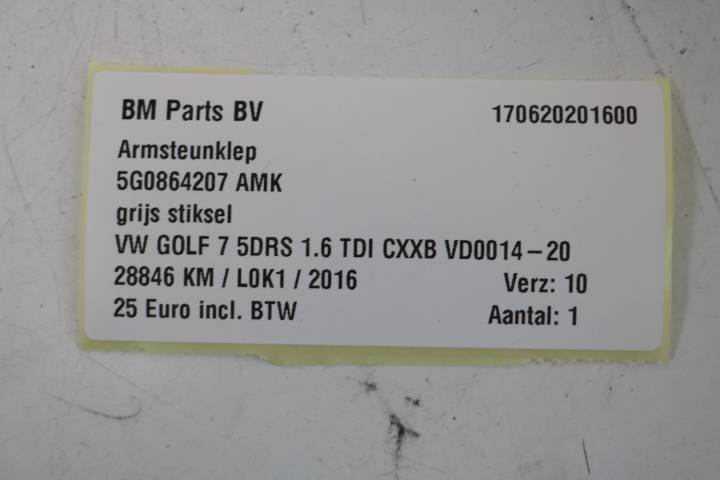 BM Parts BV 170620201600
Armsteunklep
5G0864207 AMK
grijs stiksel
VW GOLF 7 5DRS 1.6 TDI CXXB VD0014-20
28846 KM / L0K1 / 2016 Verz: 10
25 Euro incl. BTW Aantal: 1